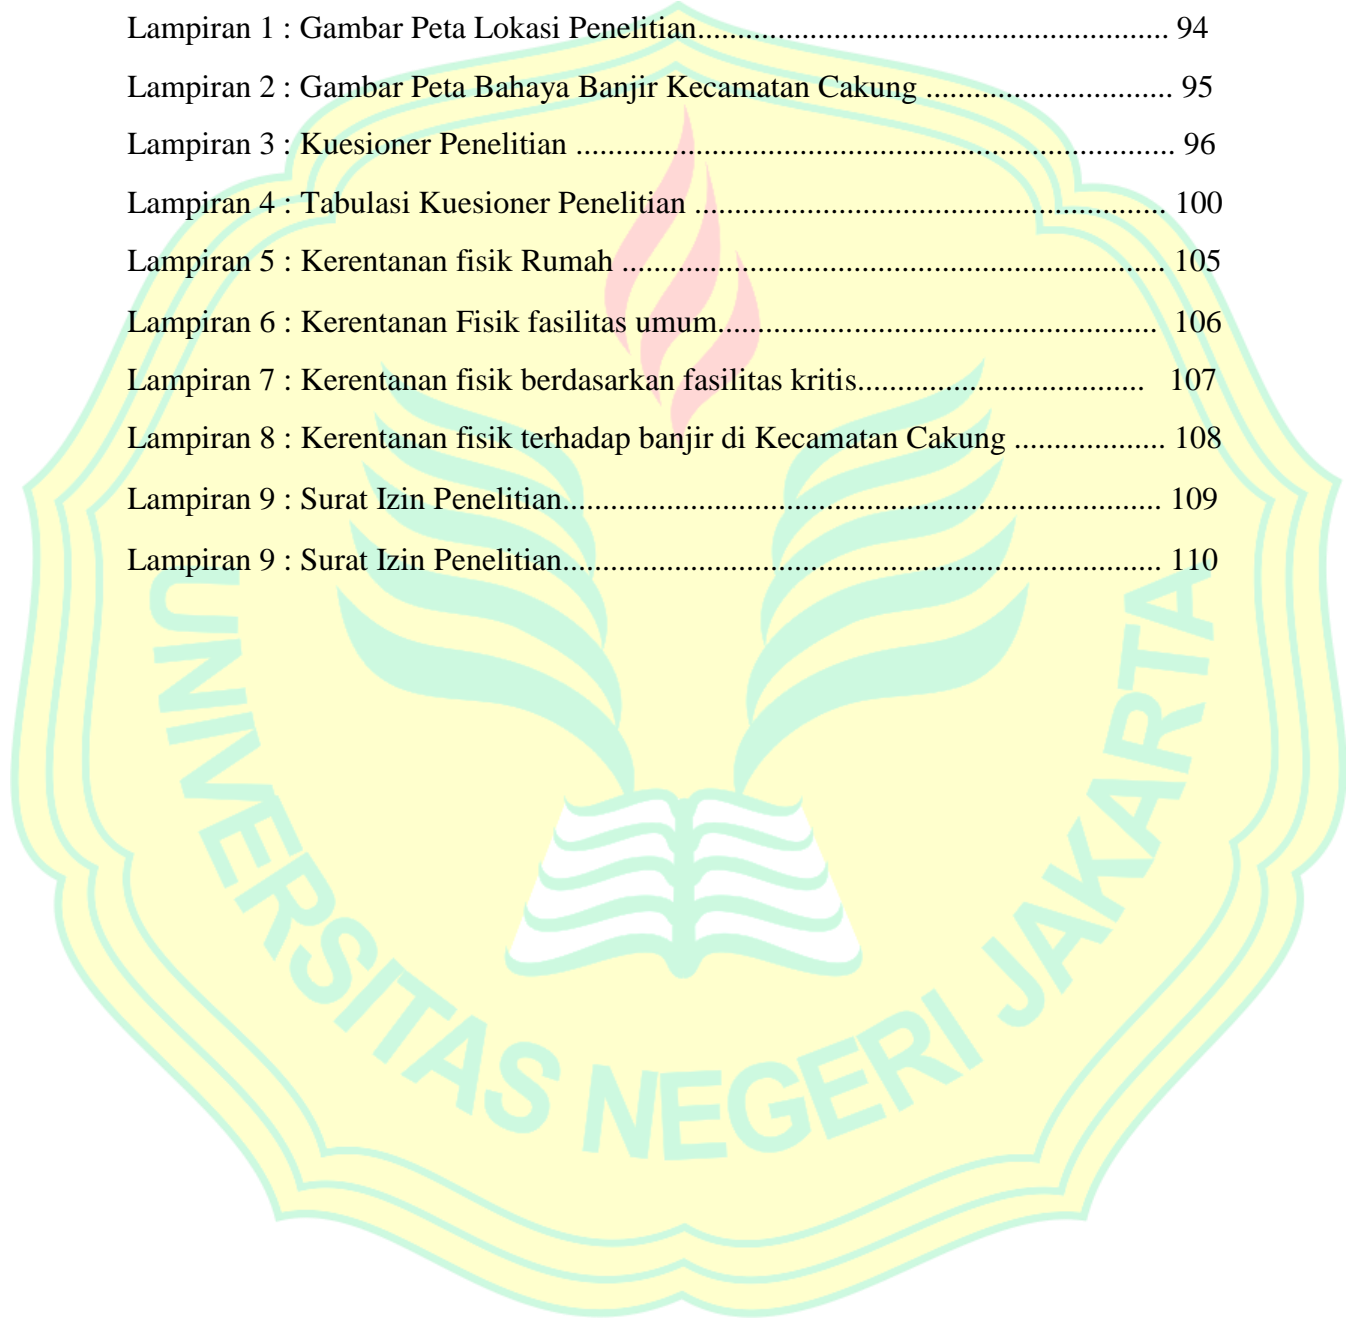 Lampiran 1 : Gambar Peta Lokasi Penelitian.......................................................... 94
Lampiran 2 : Gambar Peta Bahaya Banjir Kecamatan Cakung .............................. 95
Lampiran 3 : Kuesioner Penelitian ......................................................................... 96
Lampiran 4 : Tabulasi Kuesioner Penelitian .......................................................... 100
Lampiran 5 : Kerentanan fisik Rumah ................................................................... 105
Lampiran 6 : Kerentanan Fisik fasilitas umum...................................................... 106
Lampiran 7 : Kerentanan fisik berdasarkan fasilitas kritis................................... 107
Lampiran 8 : Kerentanan fisik terhadap banjir di Kecamatan Cakung ................... 108
Lampiran 9 : Surat Izin Penelitian......................................................................... 109
Lampiran 9 : Surat Izin Penelitian......................................................................... 110
UNIVERSITAS NEGERI JAKARTA